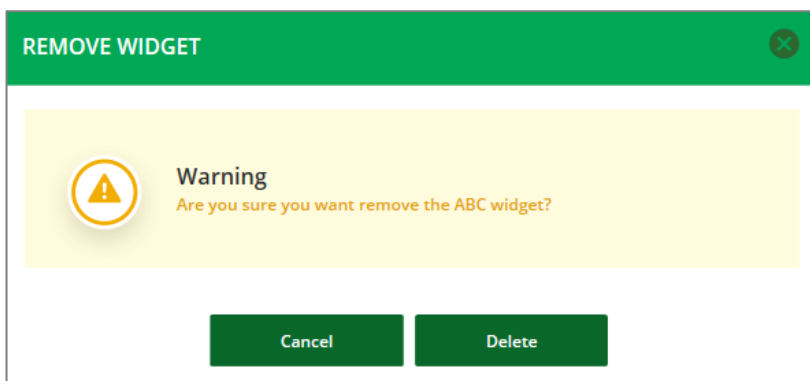 REMOVE WIDGET
Warning
Are you sure you want remove the ABC widget?
Cancel
Delete